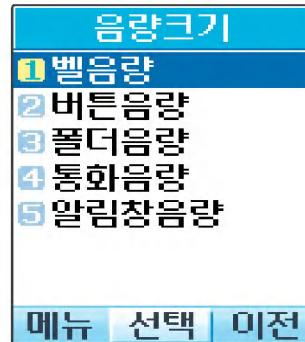 음량크기
1 벨음량
2 버튼음량
3 폴더음량
4 통화음량
5 알림창음량
메뉴 선택 이전